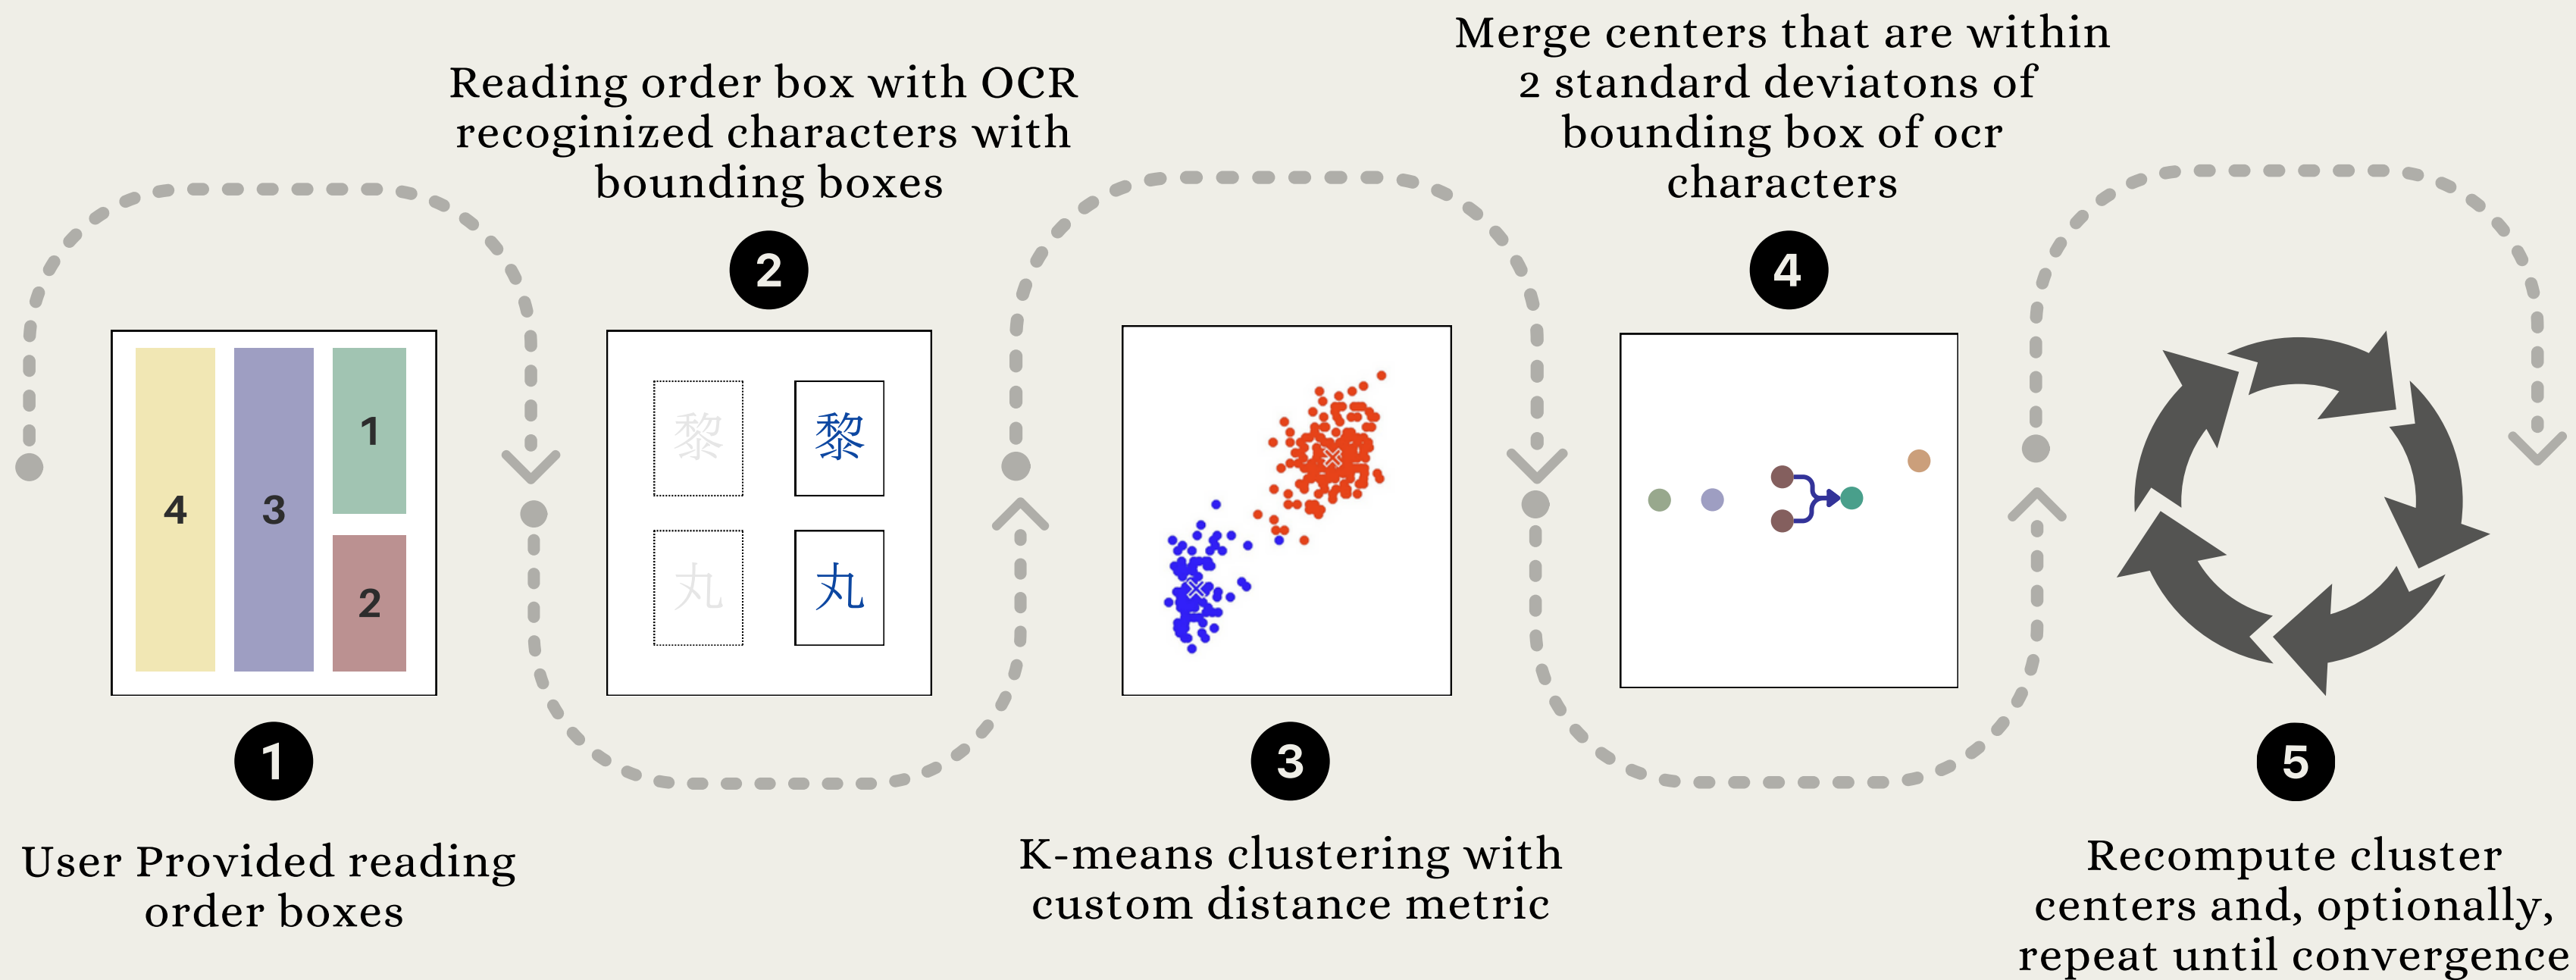 4
3
1
2
1
User Provided reading
order boxes
Reading order box with OCR
recoginized characters with
bounding boxes
2
黎
黎
丸
丸
3
K-means clustering with
custom distance metric
Merge centers that are within
2 standard deviatons of
bounding box of ocr
characters
4
5
Recompute cluster
centers and, optionally,
repeat until convergence